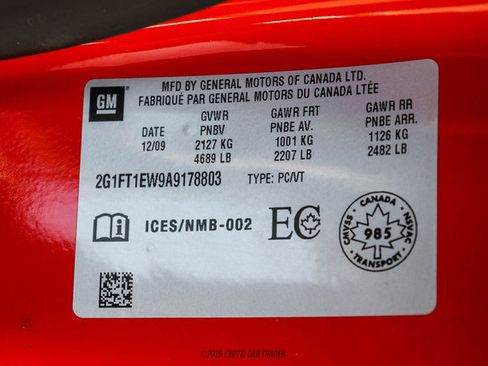 GM
MFD BY GENERAL MOTORS OF CANADA LTD.
FABRIQUÉ PAR GENERAL MOTORS DU CANADA LTÉE
GVWR GAWR FRT GAWR RR
DATE PNBV PNBE AV. PNBE ARR.
12/09 2127 KG 1001 KG 1126 KG
4689 LB 2207 LB 2482 LB
2G1FT1EW9A9178803 TYPE: PC/VT
i ICES/NMB-002 EC
CANADA
CMVSS 985 NSVAC
TRANSPORT
©2025 EXOTIC CAR TRADER